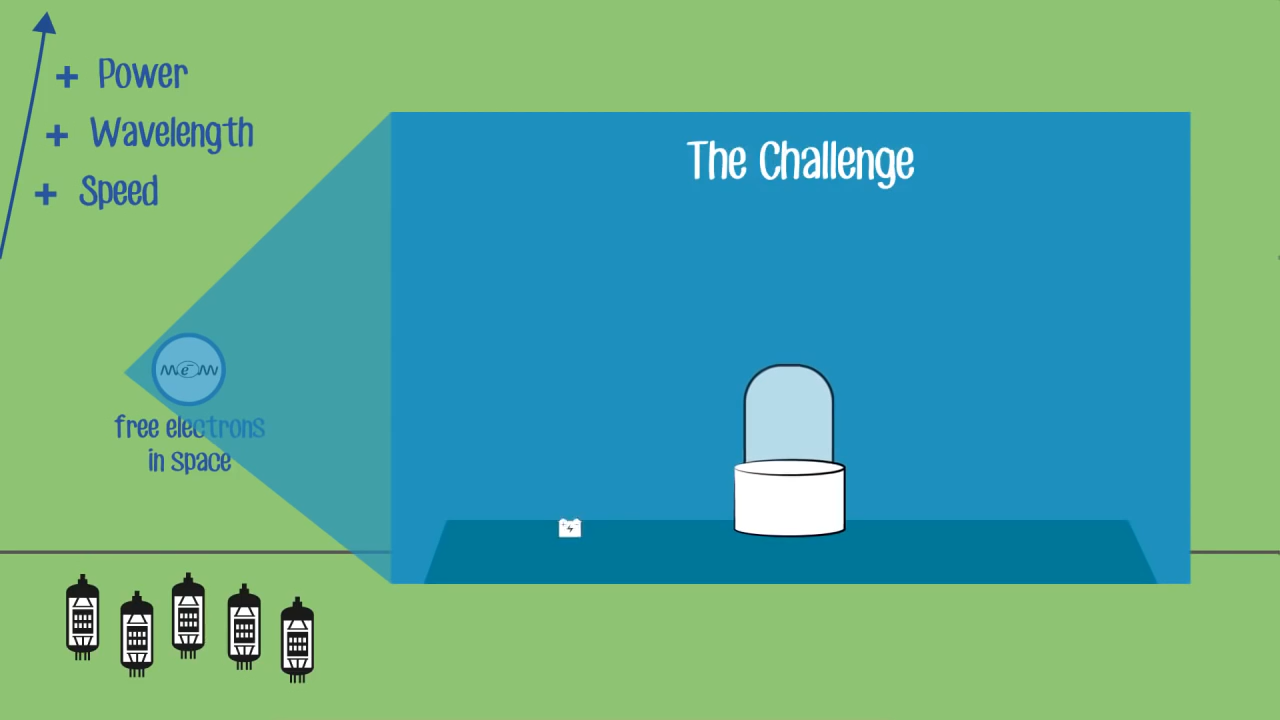 + Power
+ Wavelength
+ Speed
The Challenge
e⁻
free electrons
in space